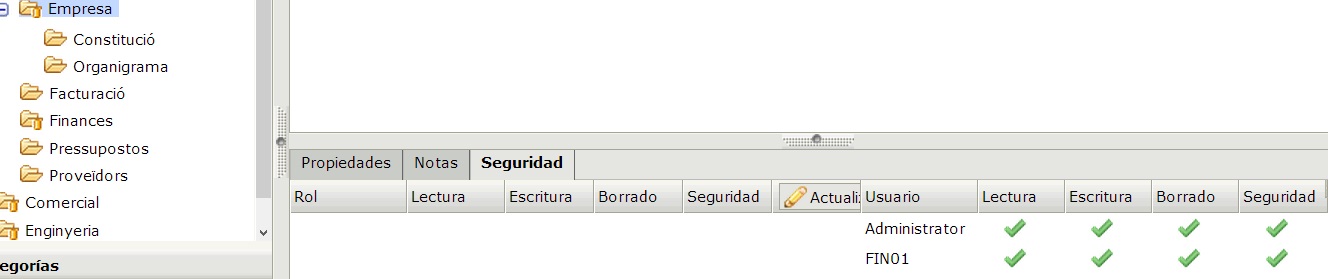 Empresa
Constitució
Organigrama
Facturació
Finances
Pressupostos
Proveïdors
Comercial
Enginyeria
egorías
Propiedades Notas Seguridad
Rol Lectura Escritura Borrado Seguridad Actualiz Usuario Lectura Escritura Borrado Seguridad
Administrator
FIN01